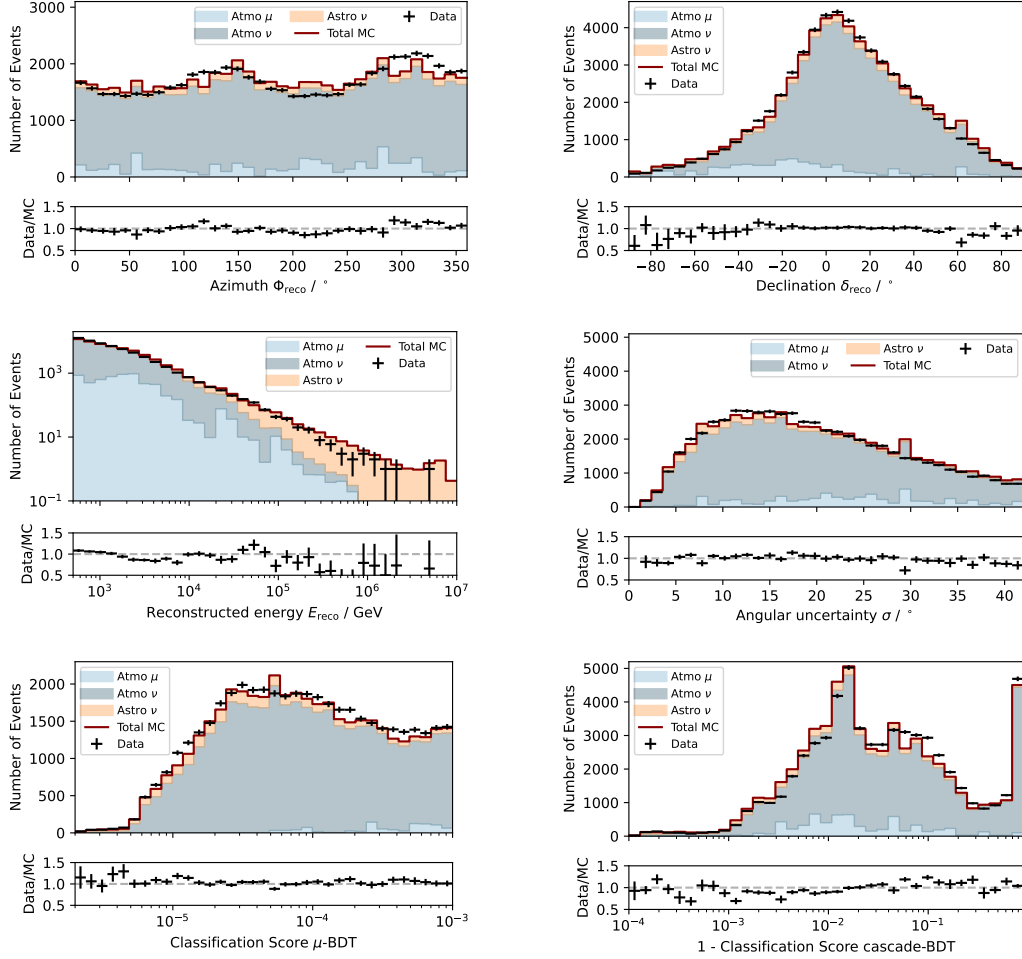 Number of Events
2000
1000
0
Atmo μ
Atmo ν
Astro ν
Total MC
Data
Data/MC
1.5
1.0
0.5
0 50 100 150 200 250 300 350
Azimuth Φreco / °
Number of Events
4000
3000
2000
1000
0
Atmo μ
Atmo ν
Astro ν
Total MC
Data
Data/MC
1.5
1.0
0.5
−80 −60 −40 −20 0 20 40 60 80
Declination δreco / °
Number of Events
10³
10¹
10⁻¹
Atmo μ
Atmo ν
Astro ν
Total MC
Data
Data/MC
1.5
1.0
0.5
10³ 10⁴ 10⁵ 10⁶ 10⁷
Reconstructed energy Ereco / GeV
Number of Events
5000
4000
3000
2000
1000
0
Atmo μ
Atmo ν
Astro ν
Total MC
Data
Data/MC
1.5
1.0
0.5
0 5 10 15 20 25 30 35 40
Angular uncertainty σ / °
Number of Events
2000
1500
1000
500
0
Atmo μ
Atmo ν
Astro ν
Total MC
Data
Data/MC
1.5
1.0
0.5
10⁻⁵ 10⁻⁴ 10⁻³
Classification Score μ-BDT
Number of Events
5000
4000
3000
2000
1000
0
Atmo μ
Atmo ν
Astro ν
Total MC
Data
Data/MC
1.5
1.0
0.5
10⁻⁴ 10⁻³ 10⁻² 10⁻¹
1 - Classification Score cascade-BDT